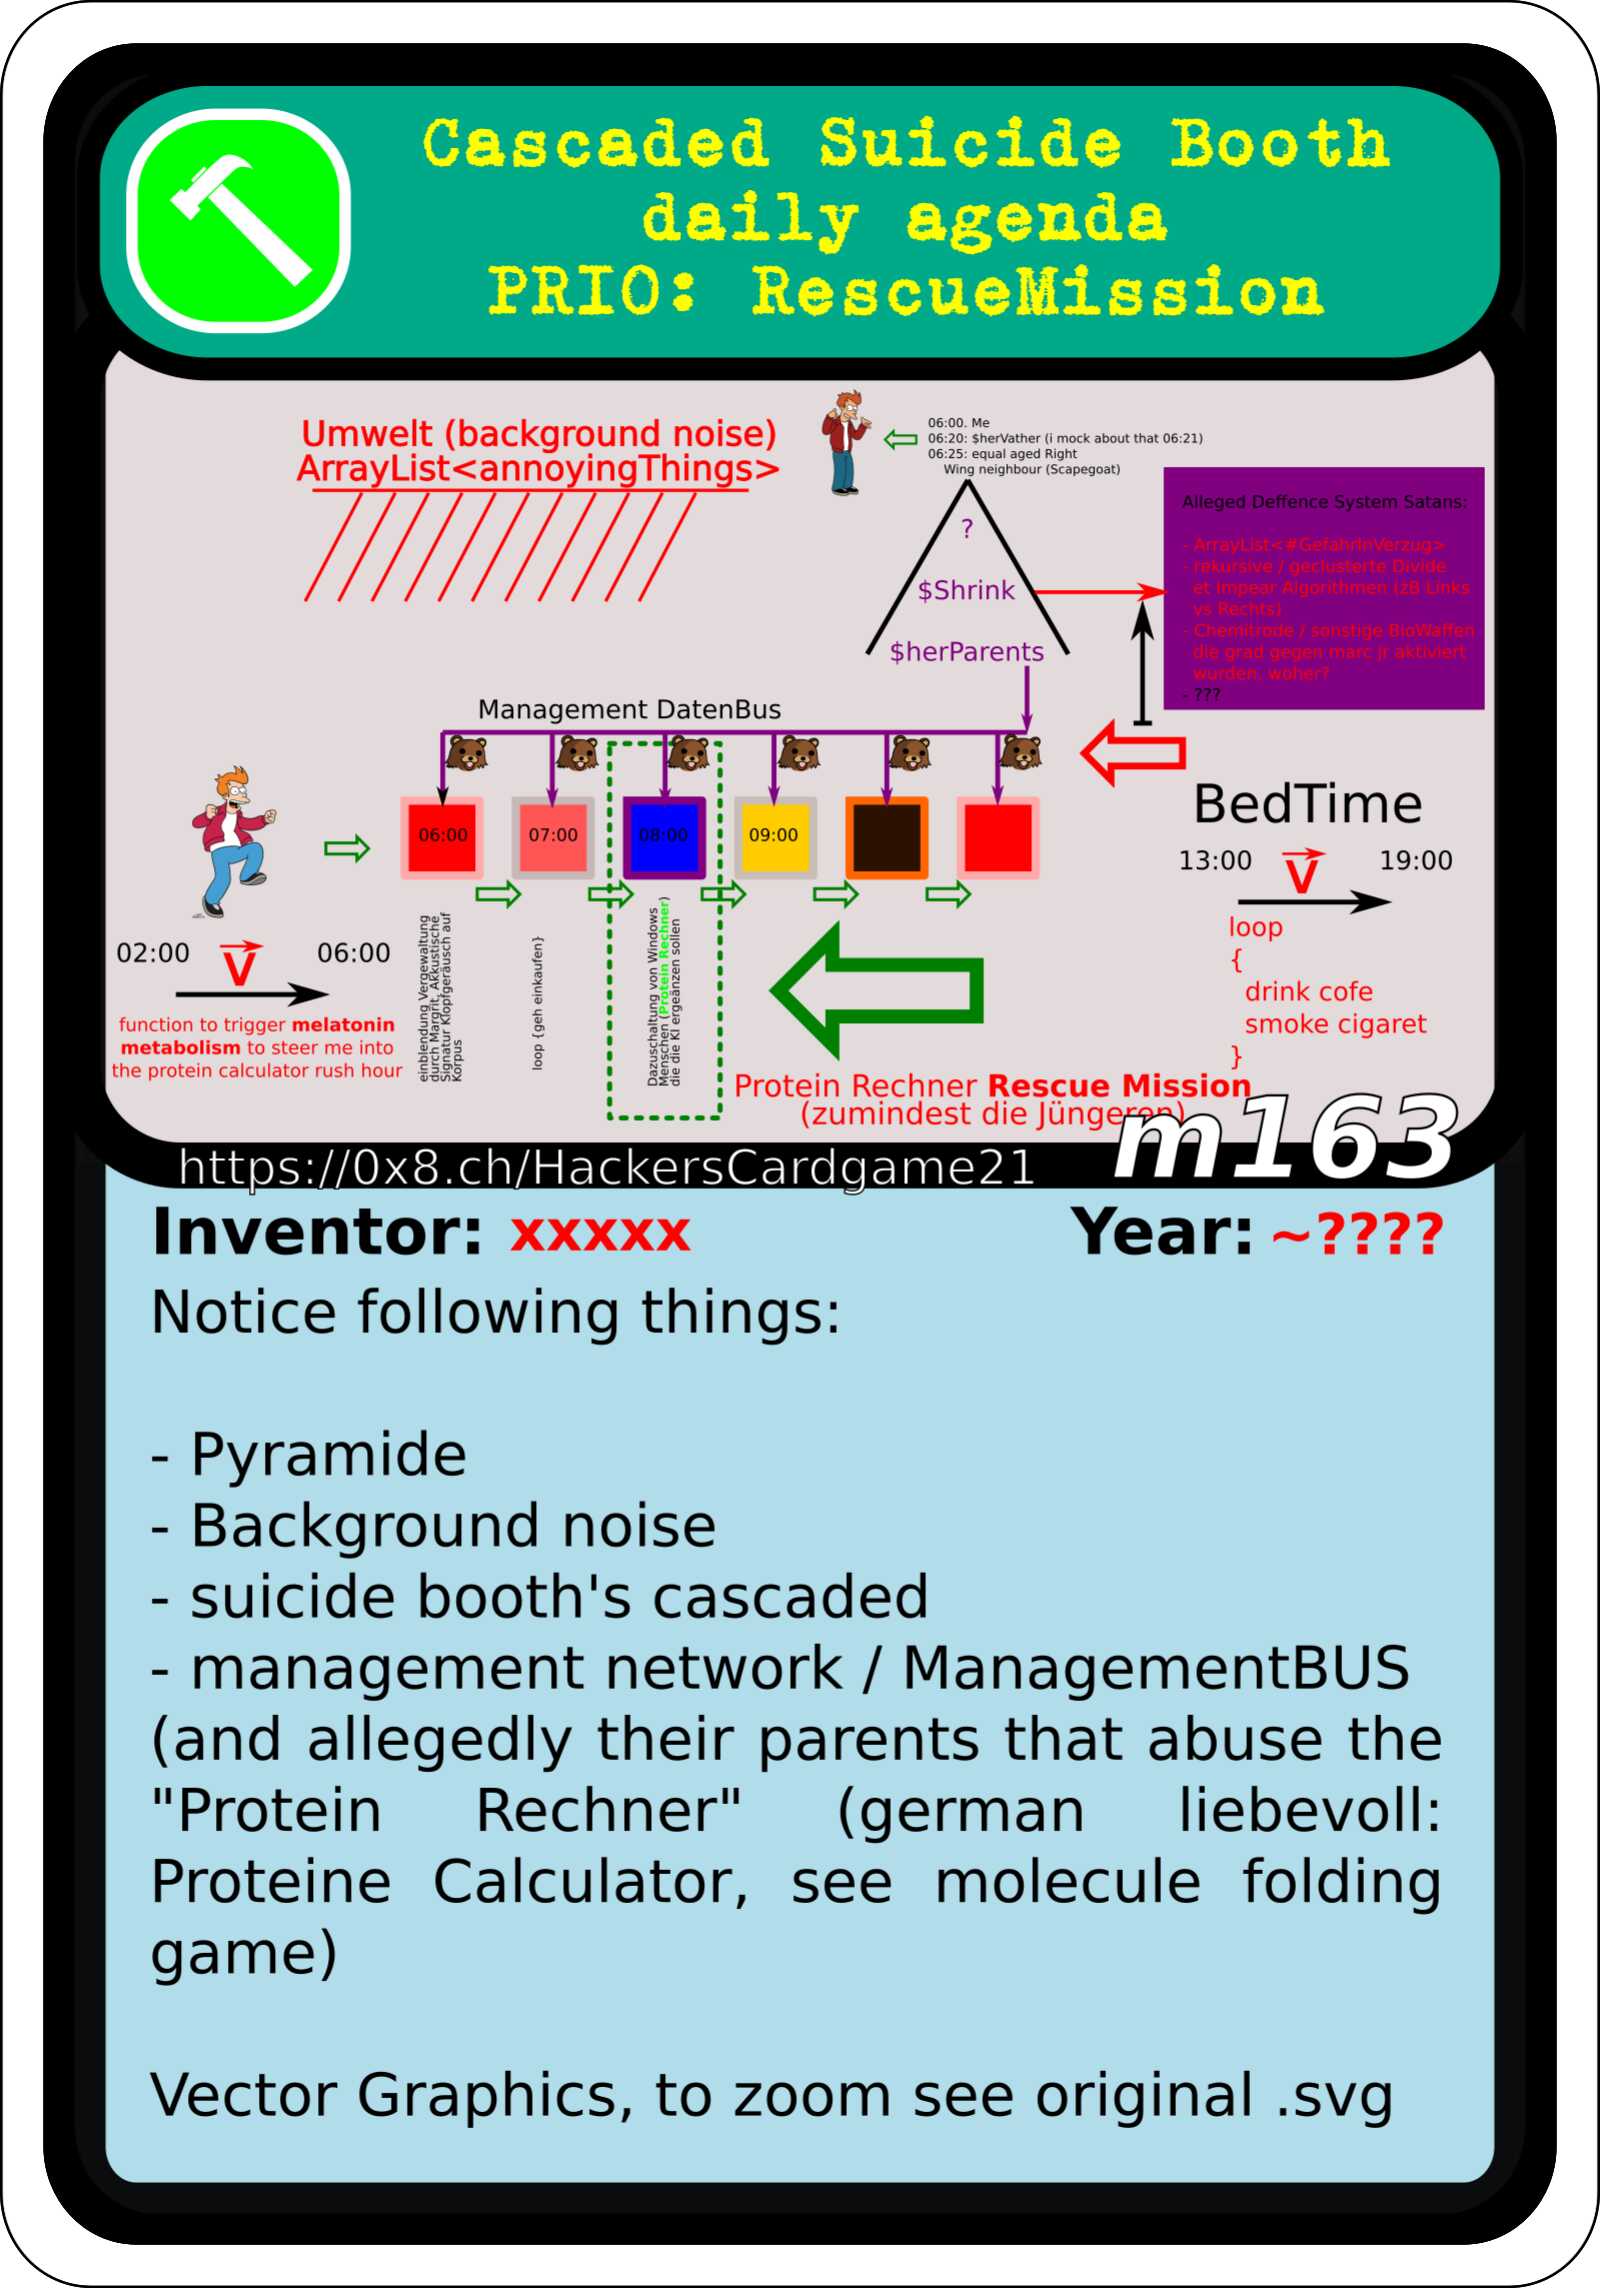 Cascaded Suicide Booth
daily agenda
PRIO: RescueMission
Umwelt (background noise)
ArrayList<annoyingThings>
06:00. Me
06:20: $herVather (i mock about that 06:21)
06:25: equal aged Right
Wing neighbour (Scapegoat)
?
$Shrink
$herParents
Alleged Deffence System Satans:
- ArrayList<#GefahrInVerzug>
- rekursive / geclusterte Divide
et Impear Algorithmen (zB Links
vs Rechts)
- Chemitrode / sonstige BioWaffen
die grad gegen marc jr aktiviert
wurden, woher?
- ???
Management DatenBus
06:00
07:00
08:00
09:00
BedTime
13:00
V
19:00
loop
{
drink cofe
smoke cigaret
}
02:00
V
06:00
function to trigger melatonin
metabolism to steer me into
the protein calculator rush hour
einblendung Vergewaltung
durch Margrit, Akkustische
Signatur Klopfgeräusch auf
Korpus
loop {geh einkaufen}
Dazuschaltung von Windows
Menschen (Protein Rechner)
die die KI ergeänzen sollen
Protein Rechner Rescue Mission
(zumindest die Jüngeren)
m163
https://0x8.ch/HackersCardgame21
Inventor: xxxxx
Year: ~????
Notice following things:
- Pyramide
- Background noise
- suicide booth's cascaded
- management network / ManagementBUS
(and allegedly their parents that abuse the
"Protein Rechner" (german liebevoll:
Proteine Calculator, see molecule folding
game)
Vector Graphics, to zoom see original .svg